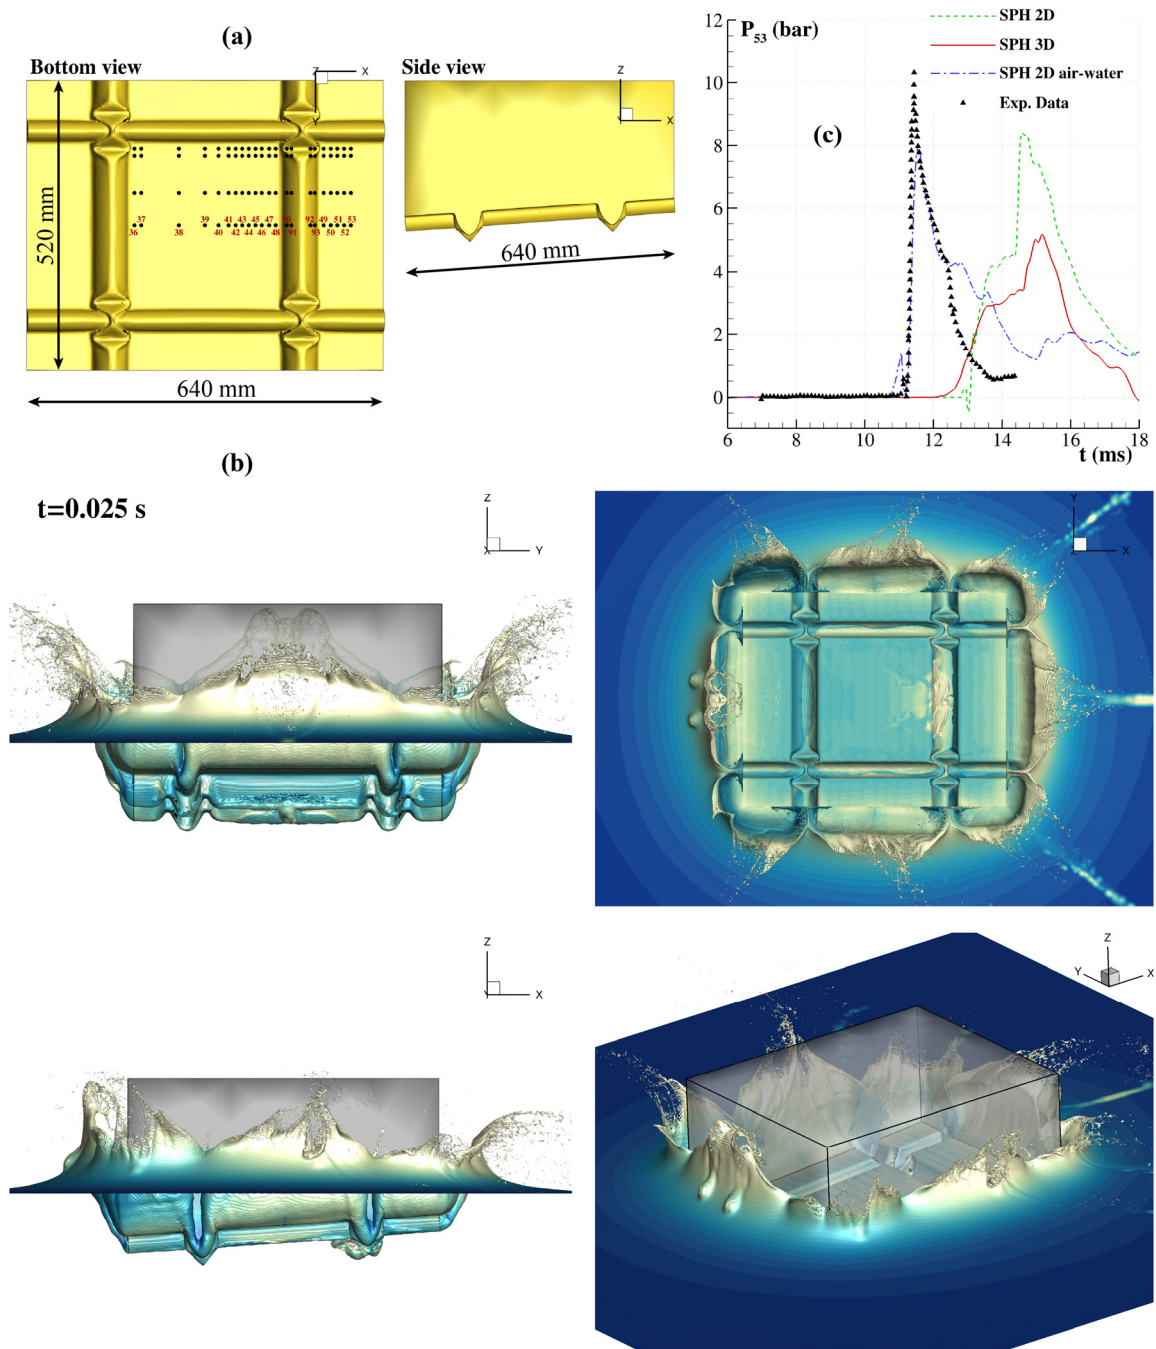 (a)
Bottom view
Z X
Y
520 mm
37 39 41 43 45 47 90 92 49 51 53
36 38 40 42 44 46 48 91 93 50 52
640 mm
Side view
Z
Y X
640 mm
(c)
P53 (bar)
SPH 2D
SPH 3D
SPH 2D air-water
Exp. Data
12
10
8
6
4
2
0
6 8 10 12 14 16 18
t (ms)
(b)
t=0.025 s
Z
X Y
Y
Z X
Z
Y X
Z
Y X